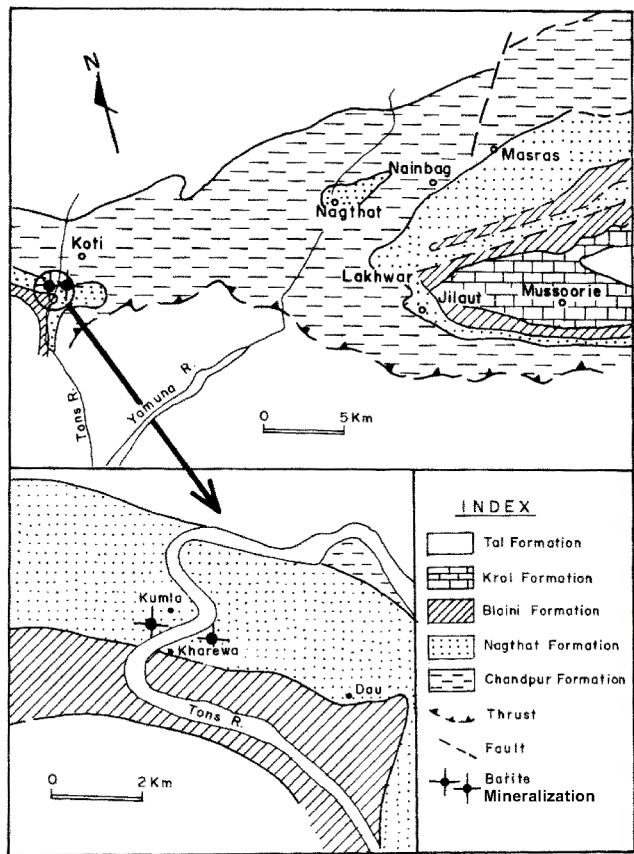 N
Masras
Nainbag
Nagthat
Koti
Lakhwar
Jilaut
Mussoorie
Yamuna R.
Tons R.
0 5 Km
INDEX
Tal Formation
Krol Formation
Blaini Formation
Nagthat Formation
Chandpur Formation
Thrust
Fault
Barite
Mineralization
Kumla
Kharewa
Dau
Tons R.
0 2 Km